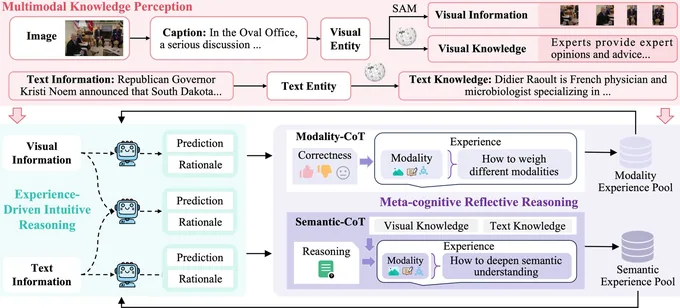 Multimodal Knowledge Perception
Image
Caption: In the Oval Office,
a serious discussion ...
Visual
Entity
SAM
Visual Information
Visual Knowledge
Experts provide expert
opinions and advice...
Text Information: Republican Governor
Kristi Noem announced that South Dakota...
Text Entity
Text Knowledge: Didier Raoult is French physician and
microbiologist specializing in ...
Visual
Information
Experience-
Driven Intuitive
Reasoning
Text
Information
Prediction
Rationale
Prediction
Rationale
Prediction
Rationale
Modality-CoT
Correctness
Experience
Modality
How to weigh
different modalities
Meta-cognitive Reflective Reasoning
Semantic-CoT
Visual Knowledge
Text Knowledge
Reasoning
Experience
Modality
How to deepen semantic
understanding
Modality
Experience Pool
Semantic
Experience Pool